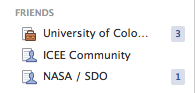 FRIENDS
University of Colo... 3
ICEE Community
NASA / SDO 1